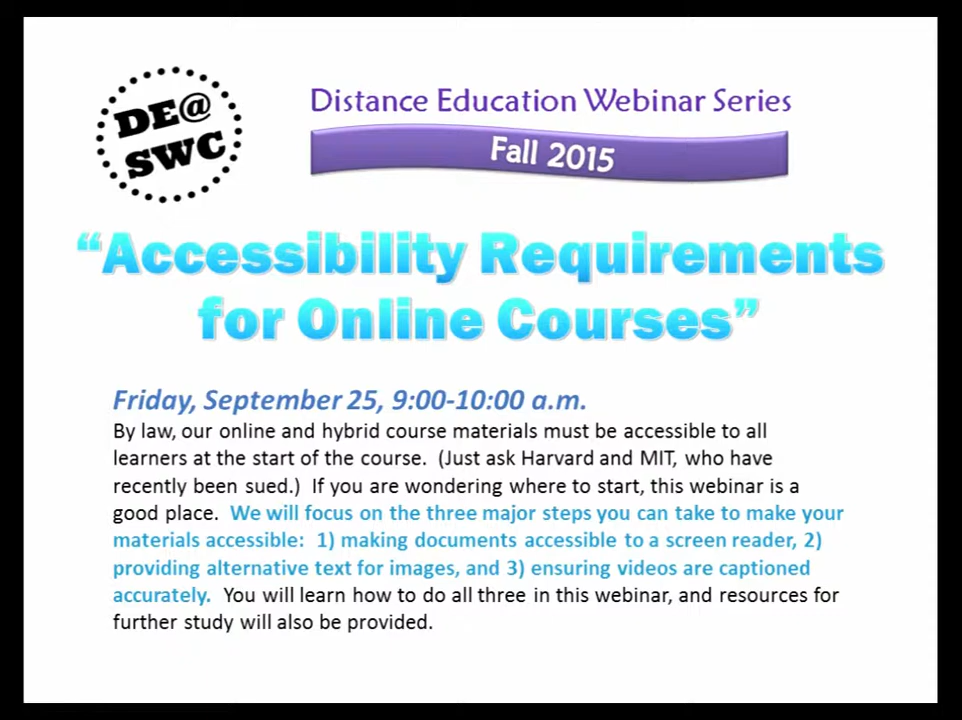 DE@
SWC
Distance Education Webinar Series
Fall 2015
“Accessibility Requirements
for Online Courses”
Friday, September 25, 9:00-10:00 a.m.
By law, our online and hybrid course materials must be accessible to all
learners at the start of the course.  (Just ask Harvard and MIT, who have
recently been sued.)  If you are wondering where to start, this webinar is a
good place.  We will focus on the three major steps you can take to make your
materials accessible:  1) making documents accessible to a screen reader, 2)
providing alternative text for images, and 3) ensuring videos are captioned
accurately.  You will learn how to do all three in this webinar, and resources for
further study will also be provided.